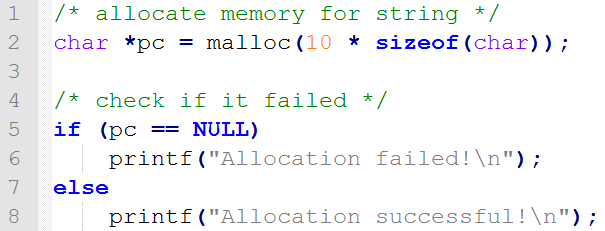 1 /* allocate memory for string */
2 char *pc = malloc(10 * sizeof(char));
3
4 /* check if it failed */
5 if (pc == NULL)
6     printf("Allocation failed!\n");
7 else
8     printf("Allocation successful!\n");